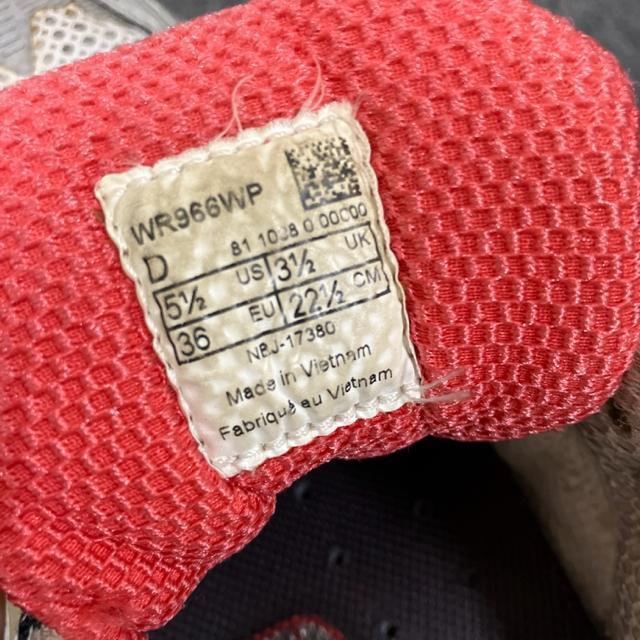 WR966WP
D 81 1028 0 00000
5½ US 3½ UK
36 EU 22½ CM
NBJ-17380
Made in Vietnam
Fabriqué au Vietnam